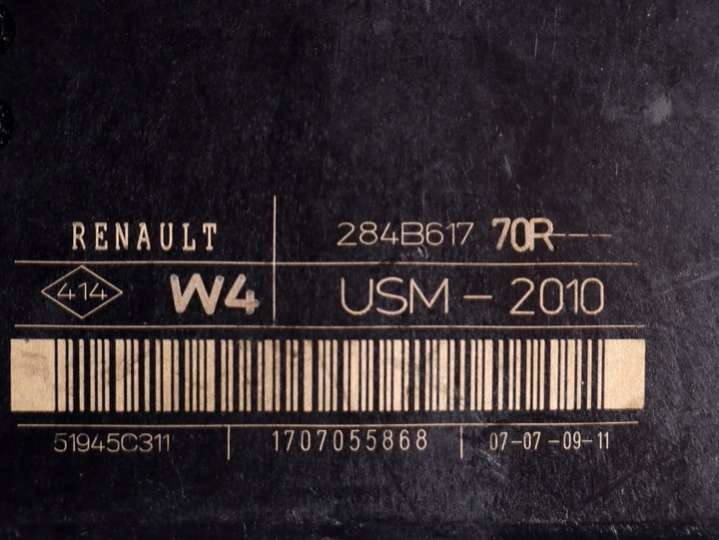 RENAULT 284B617 70R---
414 W4 USM - 2010
51945C311 1707055868 07-07-09-11